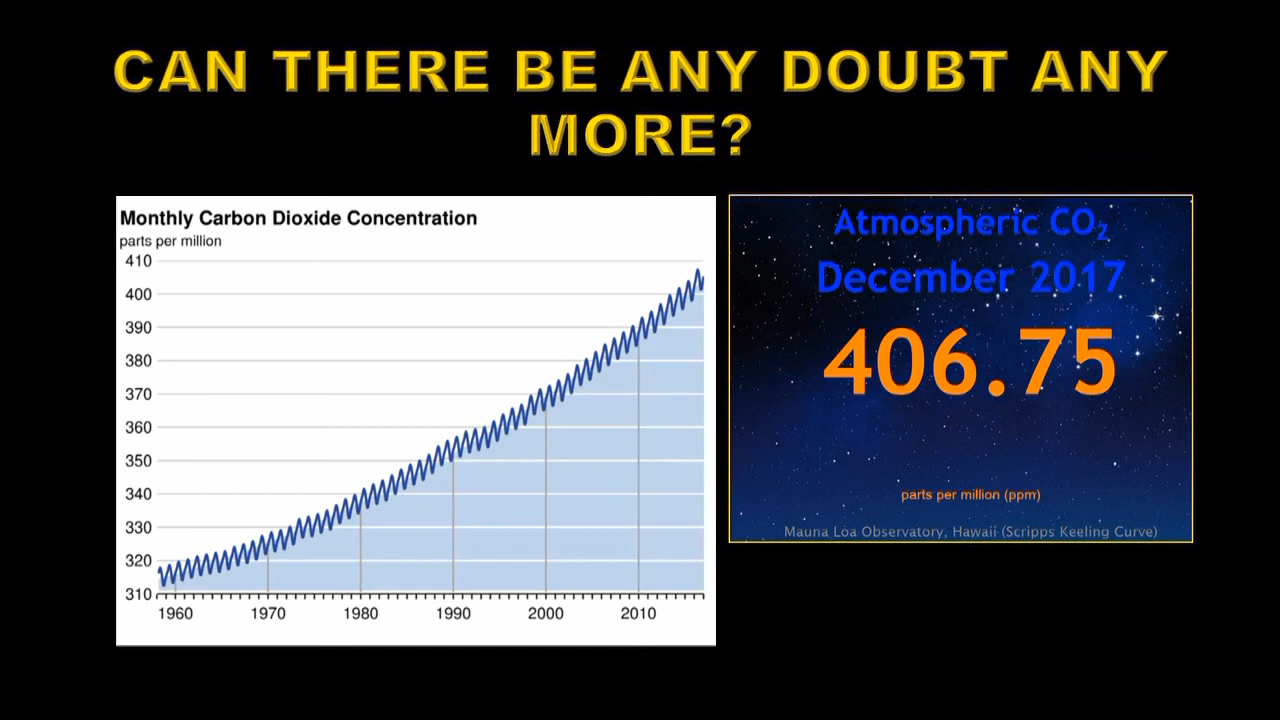 CAN THERE BE ANY DOUBT ANY
MORE?
Monthly Carbon Dioxide Concentration
parts per million
410
400
390
380
370
360
350
340
330
320
310
1960 1970 1980 1990 2000 2010
Atmospheric CO₂
December 2017
406.75
parts per million (ppm)
Mauna Loa Observatory, Hawaii (Scripps Keeling Curve)